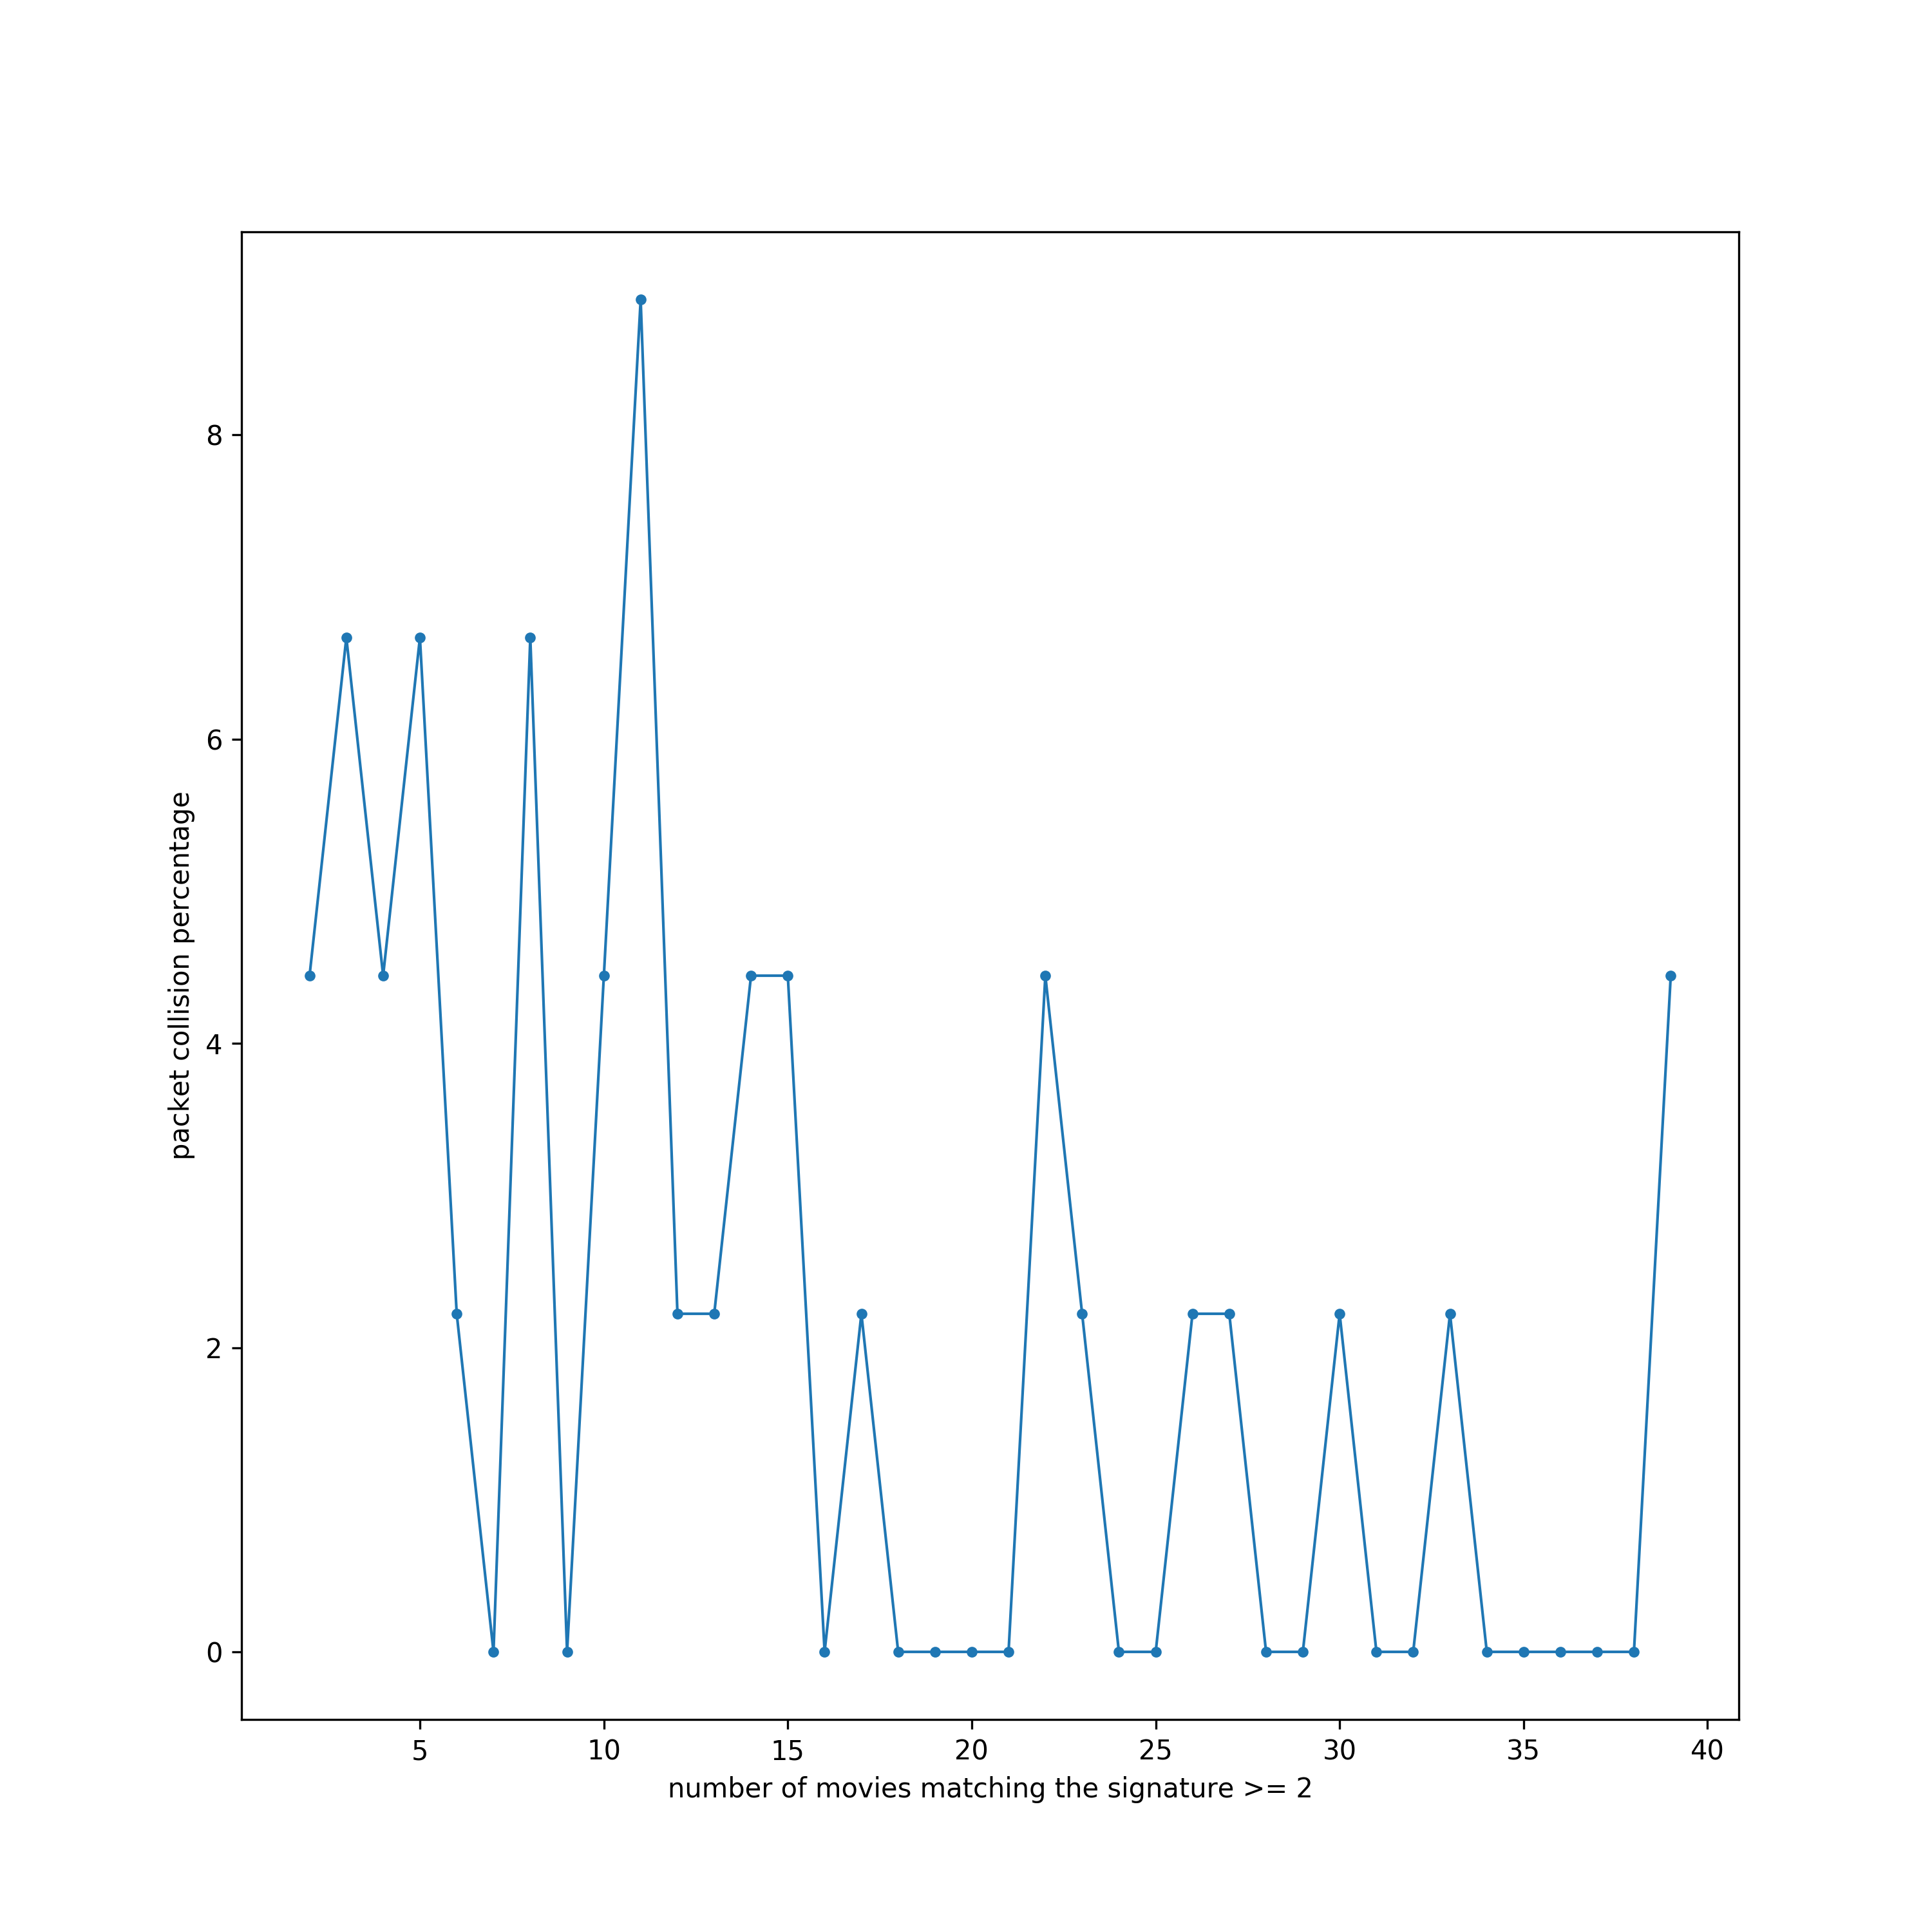 8
6
4
2
0
packet collision percentage
5 10 15 20 25 30 35 40
number of movies matching the signature >= 2